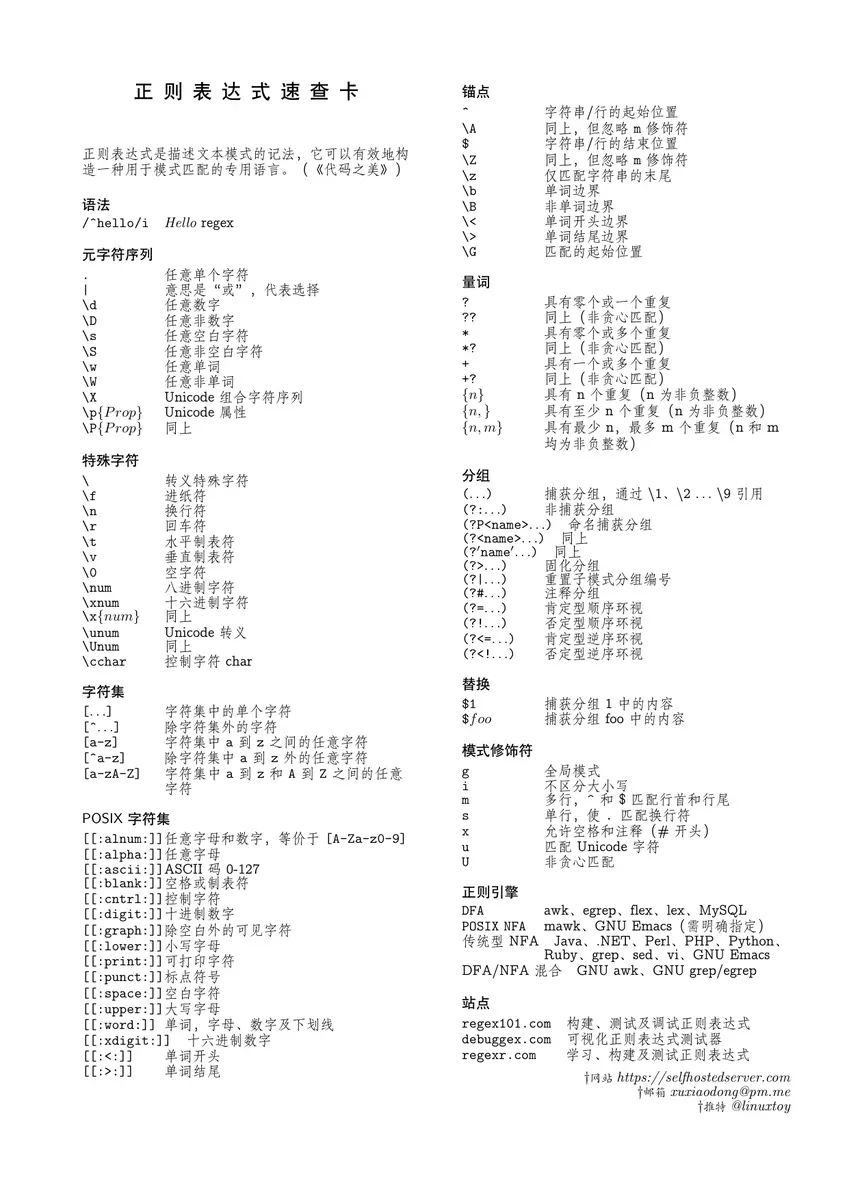 正则表达式速查卡
正则表达式是描述文本模式的记法，它可以有效地构
造一种用于模式匹配的专用语言。（《代码之美》）
语法
/^hello/i Hello regex
元字符序列
. 任意单个字符
| 意思是“或”，代表选择
\d 任意数字
\D 任意非数字
\s 任意空白字符
\S 任意非空白字符
\w 任意单词
\W 任意非单词
\X Unicode 组合字符序列
\p{Prop} Unicode 属性
\P{Prop} 同上
特殊字符
\ 转义特殊字符
\f 进纸符
\n 换行符
\r 回车符
\t 水平制表符
\v 垂直制表符
\0 空字符
\num 八进制字符
\xnum 十六进制字符
\x{num} 同上
\unum Unicode 转义
\Unum 同上
\cchar 控制字符 char
字符集
[...] 字符集中的单个字符
[^...] 除字符集外的字符
[a-z] 字符集中 a 到 z 之间的任意字符
[^a-z] 除字符集中 a 到 z 外的任意字符
[a-zA-Z] 字符集中 a 到 z 和 A 到 Z 之间的任意
字符
POSIX 字符集
[[:alnum:]]任意字母和数字，等价于 [A-Za-z0-9]
[[:alpha:]]任意字母
[[:ascii:]]ASCII 码 0-127
[[:blank:]]空格或制表符
[[:cntrl:]]控制字符
[[:digit:]]十进制数字
[[:graph:]]除空白外的可见字符
[[:lower:]]小写字母
[[:print:]]可打印字符
[[:punct:]]标点符号
[[:space:]]空白字符
[[:upper:]]大写字母
[[:word:]] 单词，字母、数字及下划线
[[:xdigit:]] 十六进制数字
[[:<:]] 单词开头
[[:>:]] 单词结尾
锚点
^ 字符串/行的起始位置
\A 同上，但忽略 m 修饰符
$ 字符串/行的结束位置
\Z 同上，但忽略 m 修饰符
\z 仅匹配字符串的末尾
\b 单词边界
\B 非单词边界
\< 单词开头边界
\> 单词结尾边界
\G 匹配的起始位置
量词
? 具有零个或一个重复
?? 同上（非贪心匹配）
* 具有零个或多个重复
*? 同上（非贪心匹配）
+ 具有一个或多个重复
+? 同上（非贪心匹配）
{n} 具有 n 个重复（n 为非负整数）
{n,} 具有至少 n 个重复（n 为非负整数）
{n,m} 具有最少 n，最多 m 个重复（n 和 m
均为非负整数）
分组
(...) 捕获分组，通过 \1、\2 ... \9 引用
(?:...) 非捕获分组
(?P<name>...) 命名捕获分组
(?<name>...) 同上
(?′name′...) 同上
(?>...) 固化分组
(?|...) 重置子模式分组编号
(?#...) 注释分组
(?=...) 肯定型顺序环视
(?!...) 否定型顺序环视
(?<=...) 肯定型逆序环视
(?<!...) 否定型逆序环视
替换
$1 捕获分组 1 中的内容
$foo 捕获分组 foo 中的内容
模式修饰符
g 全局模式
i 不区分大小写
m 多行，^ 和 $ 匹配行首和行尾
s 单行，使 . 匹配换行符
x 允许空格和注释（# 开头）
u 匹配 Unicode 字符
U 非贪心匹配
正则引擎
DFA awk、egrep、flex、lex、MySQL
POSIX NFA mawk、GNU Emacs（需明确指定）
传统型 NFA Java、.NET、Perl、PHP、Python、
Ruby、grep、sed、vi、GNU Emacs
DFA/NFA 混合 GNU awk、GNU grep/egrep
站点
regex101.com 构建、测试及调试正则表达式
debuggex.com 可视化正则表达式测试器
regexr.com 学习、构建及测试正则表达式
†网站 https://selfhostedserver.com
†邮箱 xuxiaodong@pm.me
†推特 @linuxtoy